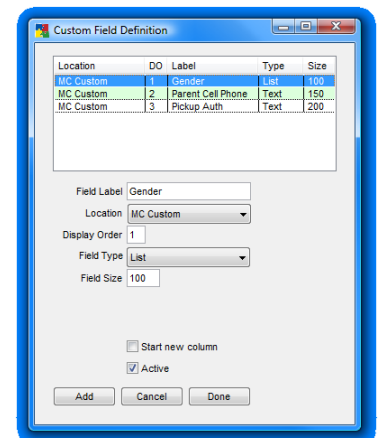 Custom Field Definition
Location DO Label Type Size
MC Custom 1 Gender List 100
MC Custom 2 Parent Cell Phone Text 150
MC Custom 3 Pickup Auth Text 200
Field Label Gender
Location MC Custom
Display Order 1
Field Type List
Field Size 100
Start new column
Active
Add Cancel Done